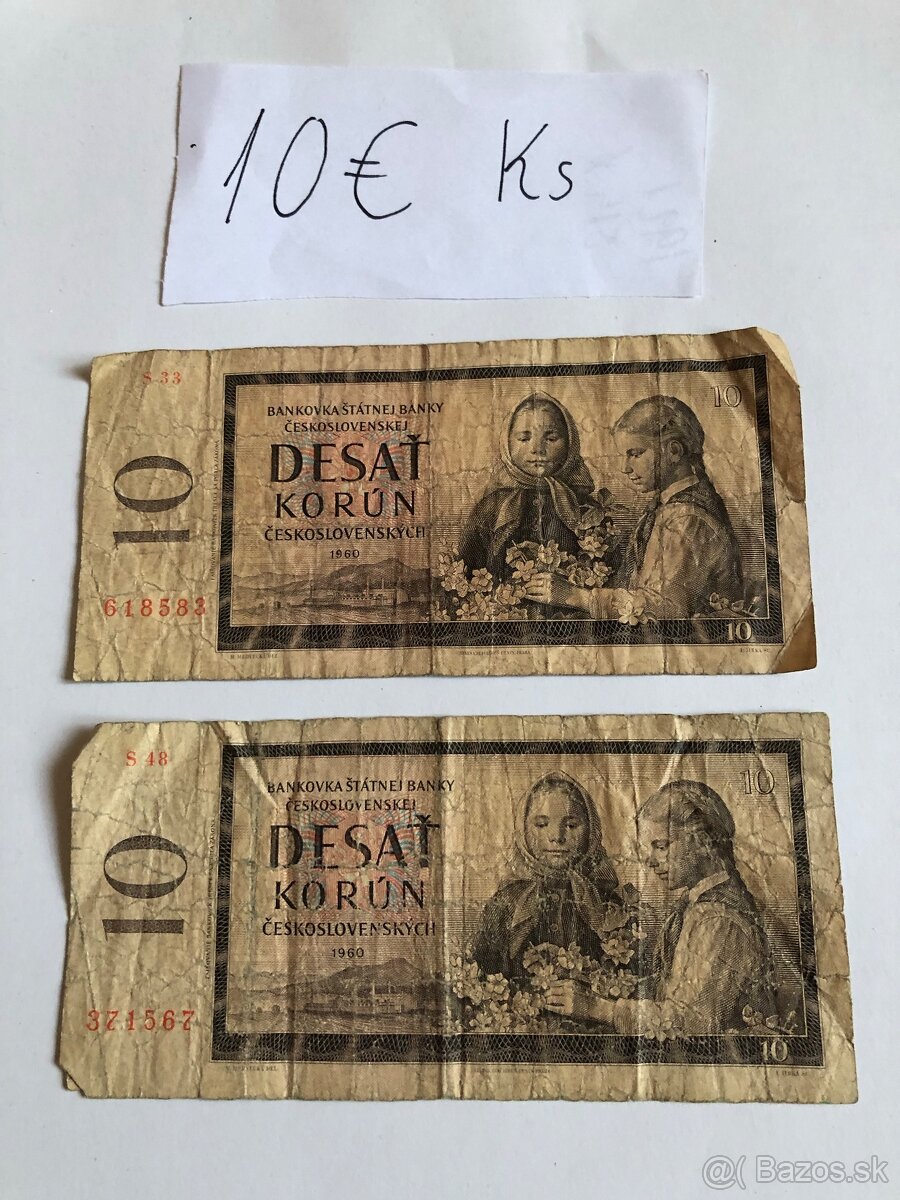 10€ Ks
S 33
10
BANKOVKA ŠTÁTNEJ BANKY
ČESKOSLOVENSKEJ
DESAŤ
KORÚN
ČESKOSLOVENSKÝCH
1960
10
618583
10
S 48
10
BANKOVKA ŠTÁTNEJ BANKY
ČESKOSLOVENSKEJ
DESAŤ
KORÚN
ČESKOSLOVENSKÝCH
1960
10
371567
10
@( Bazos.sk